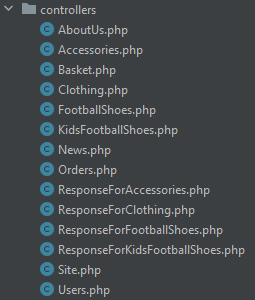 controllers
AboutUs.php
Accessories.php
Basket.php
Clothing.php
FootballShoes.php
KidsFootballShoes.php
News.php
Orders.php
ResponseForAccessories.php
ResponseForClothing.php
ResponseForFootballShoes.php
ResponseForKidsFootballShoes.php
Site.php
Users.php